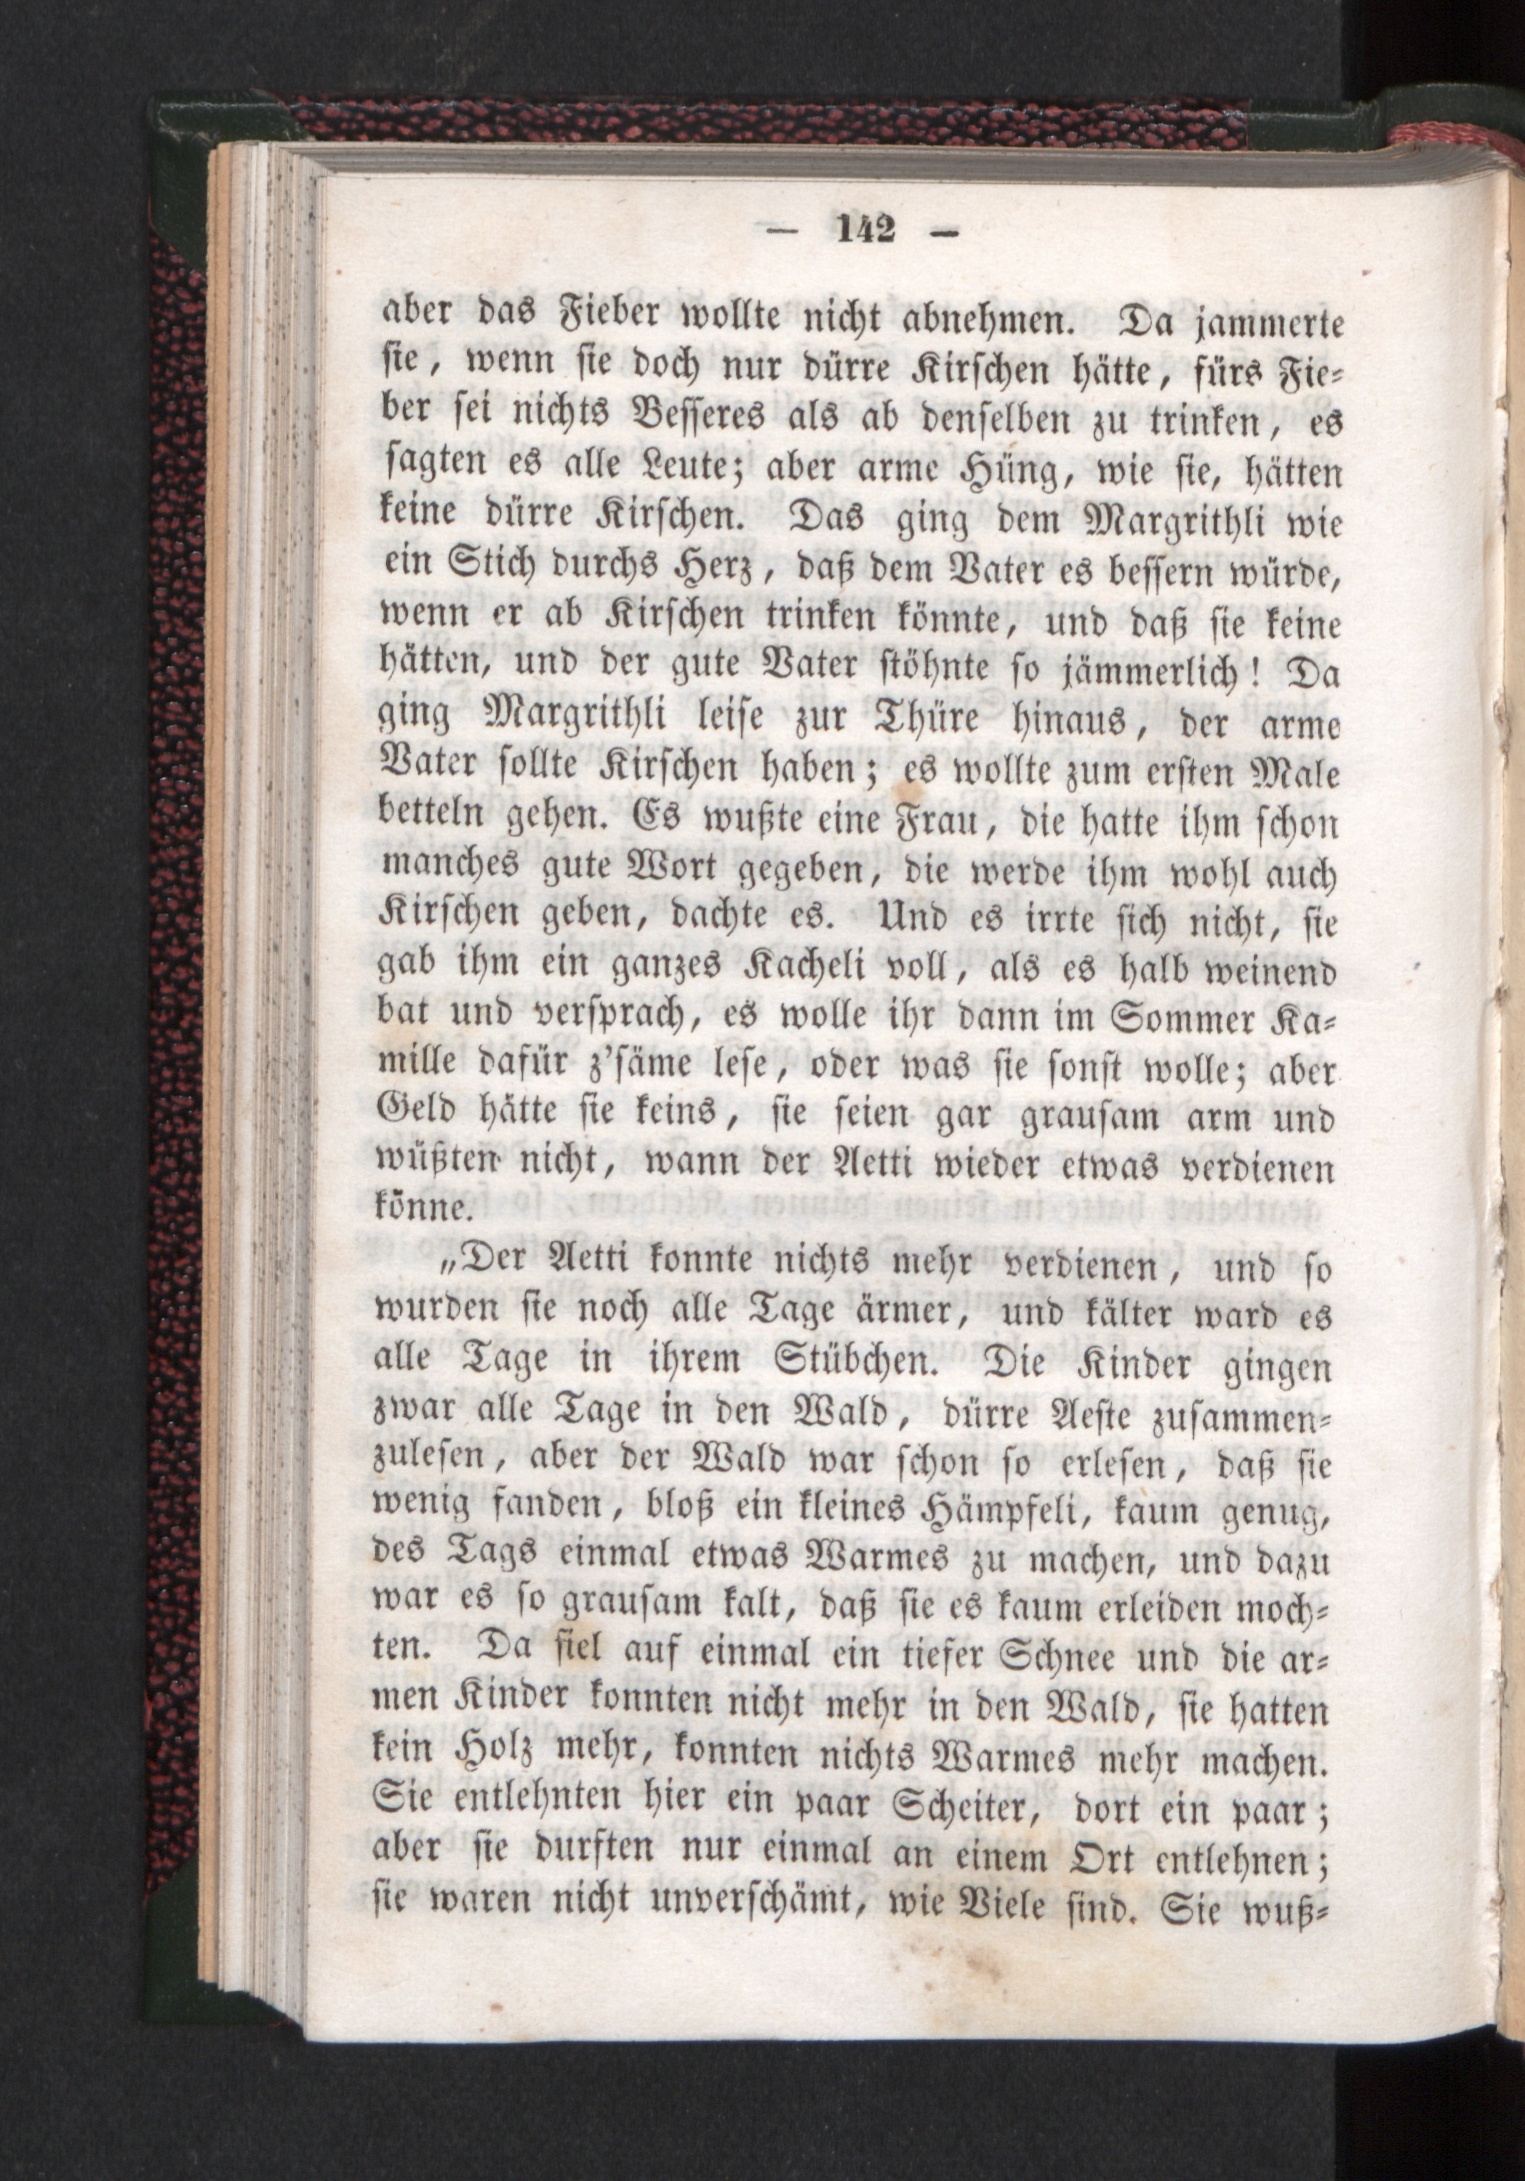 — 142 —
aber das Fieber wollte nicht abnehmen. Da jammerte
sie, wenn sie doch nur dürre Kirschen hätte, fürs Fie-
ber sei nichts Besseres als ab denselben zu trinken, es
sagten es alle Leute; aber arme Hüng, wie sie, hätten
keine dürre Kirschen. Das ging dem Margrithli wie
ein Stich durchs Herz, daß dem Vater es bessern würde,
wenn er ab Kirschen trinken könnte, und daß sie keine
hätten, und der gute Vater stöhnte so jämmerlich! Da
ging Margrithli leise zur Thüre hinaus, der arme
Vater sollte Kirschen haben; es wollte zum ersten Male
betteln gehen. Es wußte eine Frau, die hatte ihm schon
manches gute Wort gegeben, die werde ihm wohl auch
Kirschen geben, dachte es. Und es irrte sich nicht, sie
gab ihm ein ganzes Kacheli voll, als es halb weinend
bat und versprach, es wolle ihr dann im Sommer Ka-
mille dafür z'säme lese, oder was sie sonst wolle; aber
Geld hätte sie keins, sie seien gar grausam arm und
wüßten nicht, wann der Aetti wieder etwas verdienen
könne.
„Der Aetti konnte nichts mehr verdienen, und so
wurden sie noch alle Tage ärmer, und kälter ward es
alle Tage in ihrem Stübchen. Die Kinder gingen
zwar alle Tage in den Wald, dürre Aeste zusammen-
zulesen, aber der Wald war schon so erlesen, daß sie
wenig fanden, bloß ein kleines Hämpfeli, kaum genug,
des Tags einmal etwas Warmes zu machen, und dazu
war es so grausam kalt, daß sie es kaum erleiden moch-
ten. Da fiel auf einmal ein tiefer Schnee und die ar-
men Kinder konnten nicht mehr in den Wald, sie hatten
kein Holz mehr, konnten nichts Warmes mehr machen.
Sie entlehnten hier ein paar Scheiter, dort ein paar;
aber sie durften nur einmal an einem Ort entlehnen;
sie waren nicht unverschämt, wie Viele sind. Sie wuß-